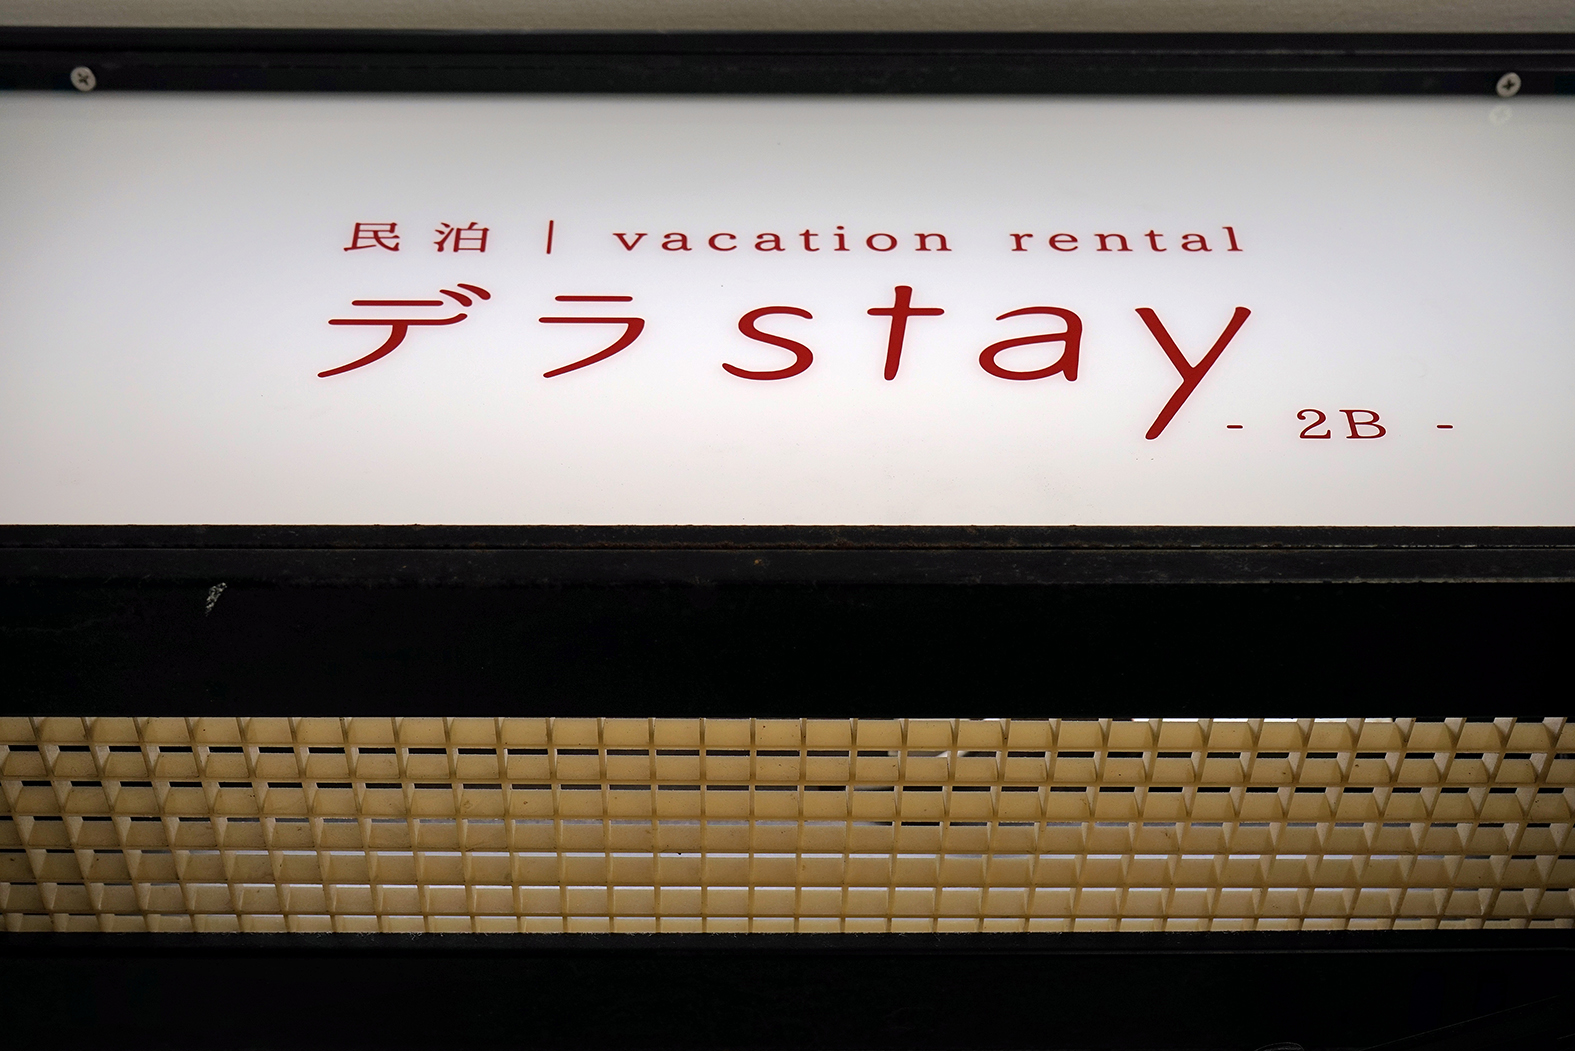 民泊 | vacation rental
デラstay
- 2B -